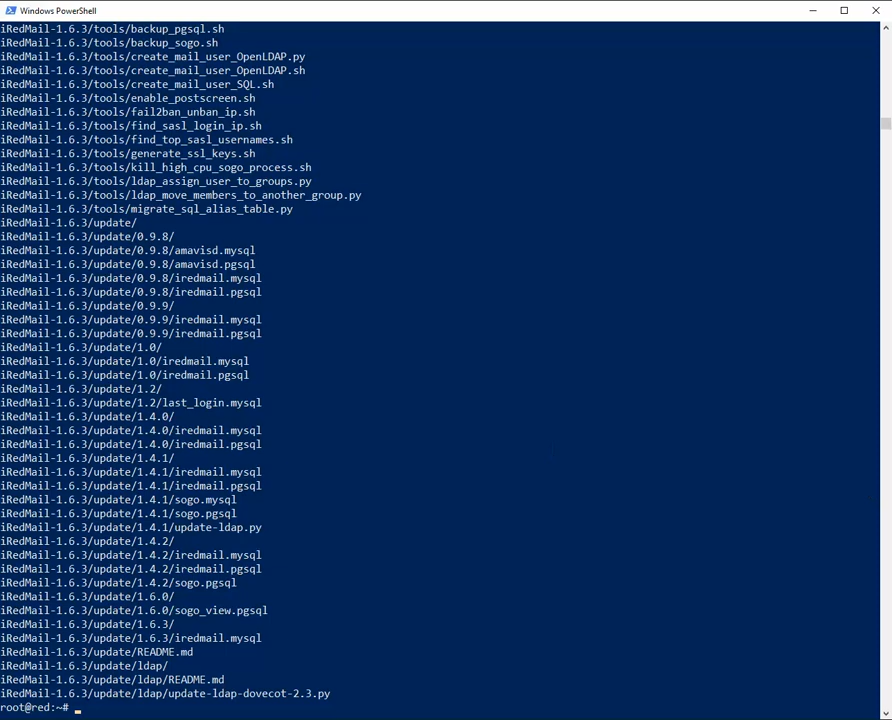 Windows PowerShell
iRedMail-1.6.3/tools/backup_pgsql.sh
iRedMail-1.6.3/tools/backup_sogo.sh
iRedMail-1.6.3/tools/create_mail_user_OpenLDAP.py
iRedMail-1.6.3/tools/create_mail_user_OpenLDAP.sh
iRedMail-1.6.3/tools/create_mail_user_SQL.sh
iRedMail-1.6.3/tools/enable_postscreen.sh
iRedMail-1.6.3/tools/fail2ban_unban_ip.sh
iRedMail-1.6.3/tools/find_sasl_login_ip.sh
iRedMail-1.6.3/tools/find_top_sasl_usernames.sh
iRedMail-1.6.3/tools/generate_ssl_keys.sh
iRedMail-1.6.3/tools/kill_high_cpu_sogo_process.sh
iRedMail-1.6.3/tools/ldap_assign_user_to_groups.py
iRedMail-1.6.3/tools/ldap_move_members_to_another_group.py
iRedMail-1.6.3/tools/migrate_sql_alias_table.py
iRedMail-1.6.3/update/
iRedMail-1.6.3/update/0.9.8/
iRedMail-1.6.3/update/0.9.8/amavisd.mysql
iRedMail-1.6.3/update/0.9.8/amavisd.pgsql
iRedMail-1.6.3/update/0.9.8/iredmail.mysql
iRedMail-1.6.3/update/0.9.8/iredmail.pgsql
iRedMail-1.6.3/update/0.9.9/
iRedMail-1.6.3/update/0.9.9/iredmail.mysql
iRedMail-1.6.3/update/0.9.9/iredmail.pgsql
iRedMail-1.6.3/update/1.0/
iRedMail-1.6.3/update/1.0/iredmail.mysql
iRedMail-1.6.3/update/1.0/iredmail.pgsql
iRedMail-1.6.3/update/1.2/
iRedMail-1.6.3/update/1.2/last_login.mysql
iRedMail-1.6.3/update/1.4.0/
iRedMail-1.6.3/update/1.4.0/iredmail.mysql
iRedMail-1.6.3/update/1.4.0/iredmail.pgsql
iRedMail-1.6.3/update/1.4.1/
iRedMail-1.6.3/update/1.4.1/iredmail.mysql
iRedMail-1.6.3/update/1.4.1/iredmail.pgsql
iRedMail-1.6.3/update/1.4.1/sogo.mysql
iRedMail-1.6.3/update/1.4.1/sogo.pgsql
iRedMail-1.6.3/update/1.4.1/update-ldap.py
iRedMail-1.6.3/update/1.4.2/
iRedMail-1.6.3/update/1.4.2/iredmail.mysql
iRedMail-1.6.3/update/1.4.2/iredmail.pgsql
iRedMail-1.6.3/update/1.4.2/sogo.pgsql
iRedMail-1.6.3/update/1.6.0/
iRedMail-1.6.3/update/1.6.0/sogo_view.pgsql
iRedMail-1.6.3/update/1.6.3/
iRedMail-1.6.3/update/1.6.3/iredmail.mysql
iRedMail-1.6.3/update/README.md
iRedMail-1.6.3/update/ldap/
iRedMail-1.6.3/update/ldap/README.md
iRedMail-1.6.3/update/ldap/update-ldap-dovecot-2.3.py
root@red:~#